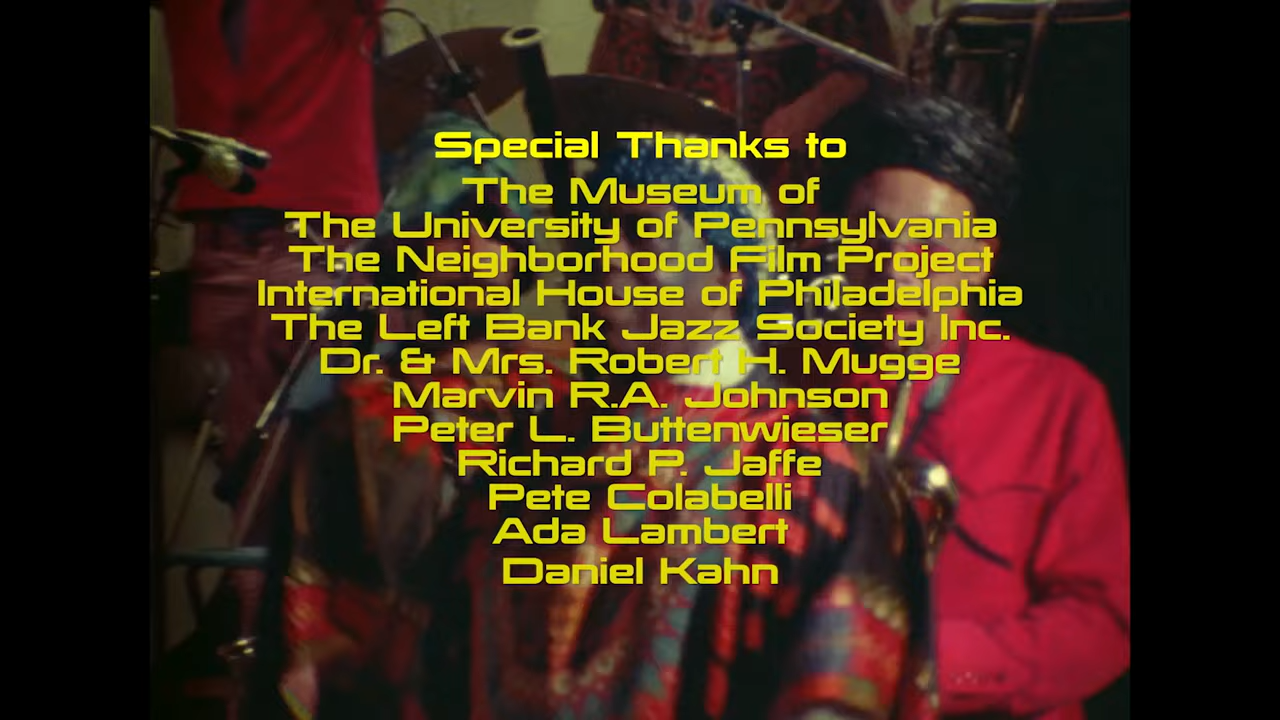 Special Thanks to
The Museum of
The University of Pennsylvania
The Neighborhood Film Project
International House of Philadelphia
The Left Bank Jazz Society Inc.
Dr. & Mrs. Robert H. Mugge
Marvin R.A. Johnson
Peter L. Buttenwieser
Richard P. Jaffe
Pete Colabelli
Ada Lambert
Daniel Kahn